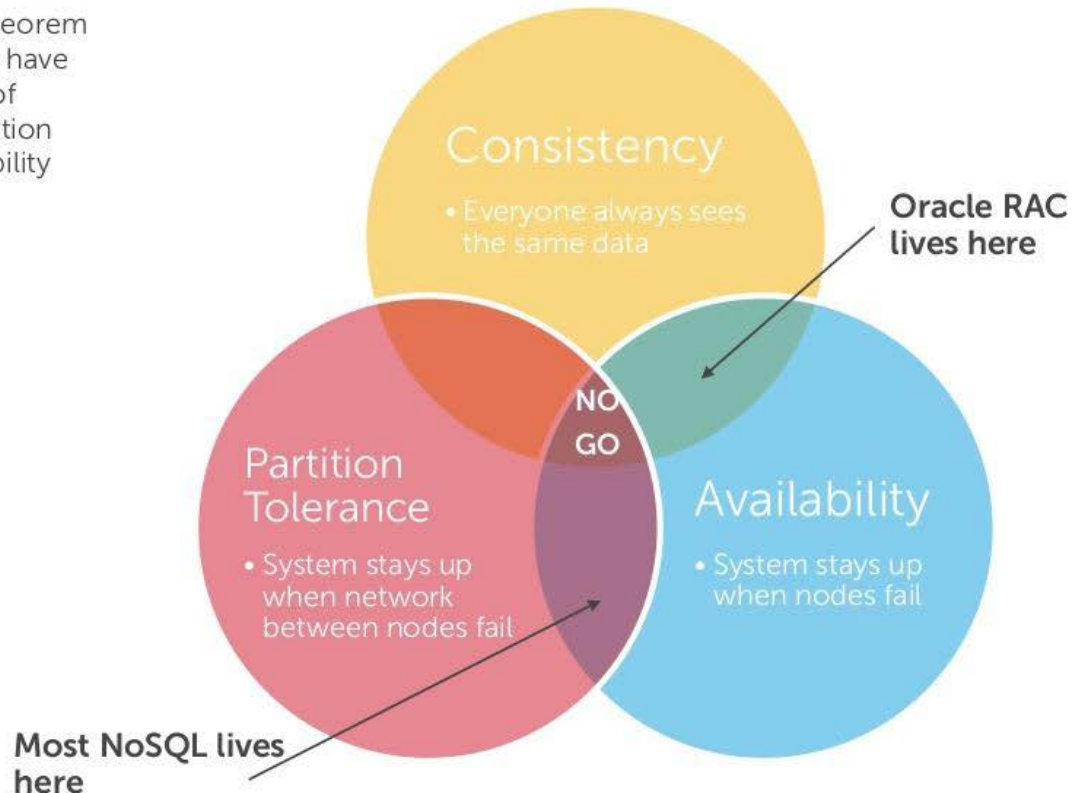 eorem
have
of
tion
bility
Consistency
• Everyone always sees
the same data
Oracle RAC
lives here
NO
GO
Partition
Tolerance
• System stays up
when network
between nodes fail
Availability
• System stays up
when nodes fail
Most NoSQL lives
here